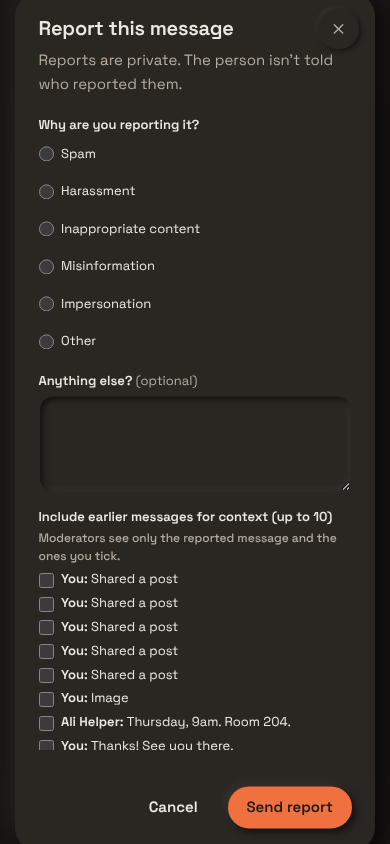 Report this message
Reports are private. The person isn't told
who reported them.
Why are you reporting it?
Spam
Harassment
Inappropriate content
Misinformation
Impersonation
Other
Anything else? (optional)
Include earlier messages for context (up to 10)
Moderators see only the reported message and the
ones you tick.
You: Shared a post
You: Shared a post
You: Shared a post
You: Shared a post
You: Shared a post
You: Image
Ali Helper: Thursday, 9am. Room 204.
You: Thanks! See you there.
Cancel
Send report